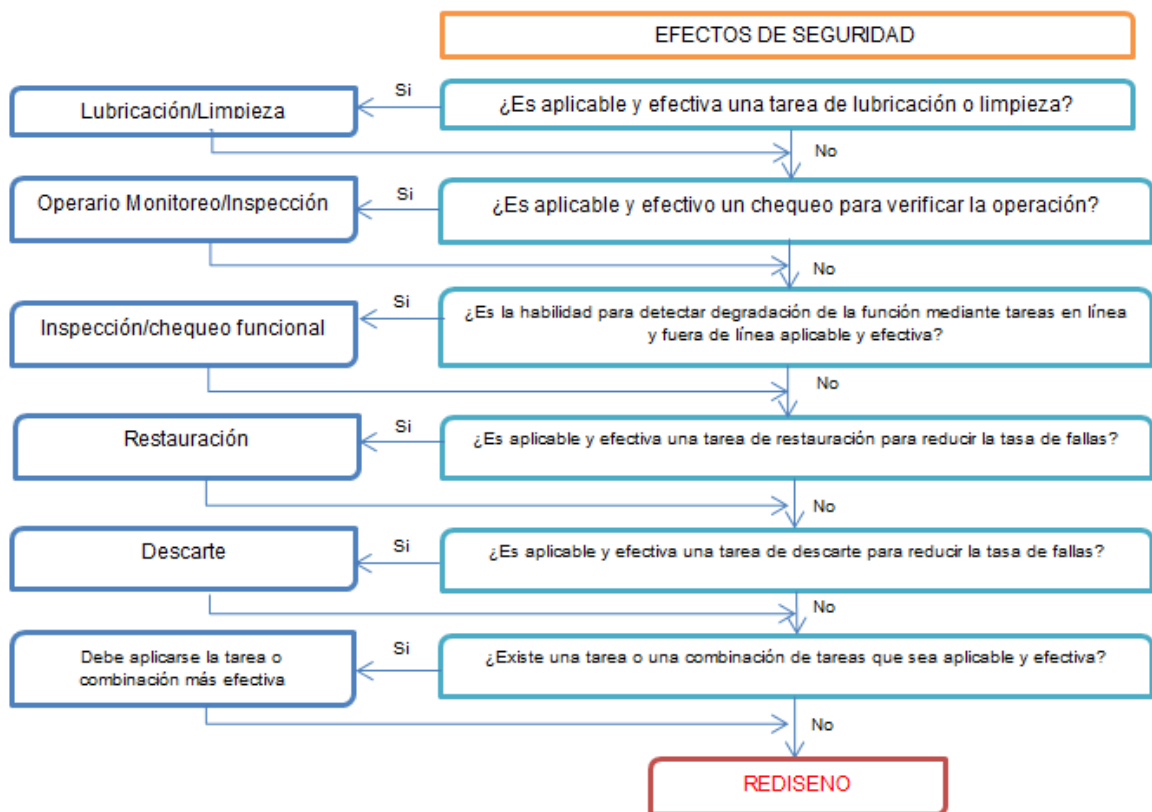 EFECTOS DE SEGURIDAD
Lubricación/Limpieza
Si
¿Es aplicable y efectiva una tarea de lubricación o limpieza?
No
Operario Monitoreo/Inspección
Si
¿Es aplicable y efectivo un chequeo para verificar la operación?
No
Inspección/chequeo funcional
Si
¿Es la habilidad para detectar degradación de la función mediante tareas en línea
y fuera de línea aplicable y efectiva?
No
Restauración
Si
¿Es aplicable y efectiva una tarea de restauración para reducir la tasa de fallas?
No
Descarte
Si
¿Es aplicable y efectiva una tarea de descarte para reducir la tasa de fallas?
No
Debe aplicarse la tarea o
combinación más efectiva
Si
¿Existe una tarea o una combinación de tareas que sea aplicable y efectiva?
No
REDISENO